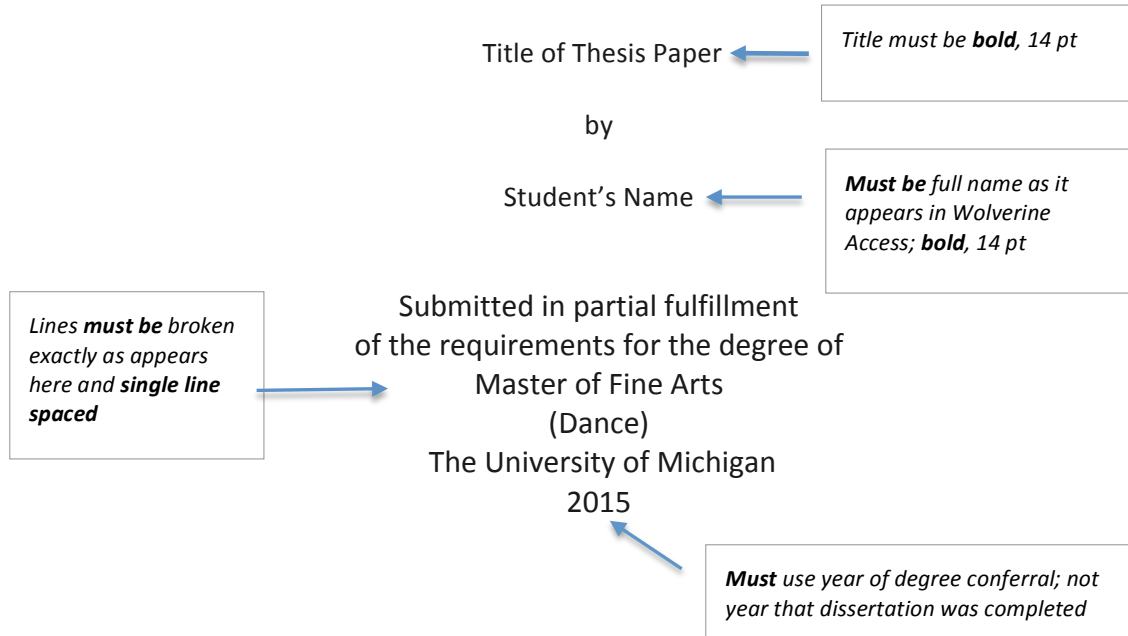 Title of Thesis Paper
Title must be bold, 14 pt
by
Student’s Name
Must be full name as it
appears in Wolverine
Access; bold, 14 pt
Lines must be broken
exactly as appears
here and single line
spaced
Submitted in partial fulfillment
of the requirements for the degree of
Master of Fine Arts
(Dance)
The University of Michigan
2015
Must use year of degree conferral; not
year that dissertation was completed